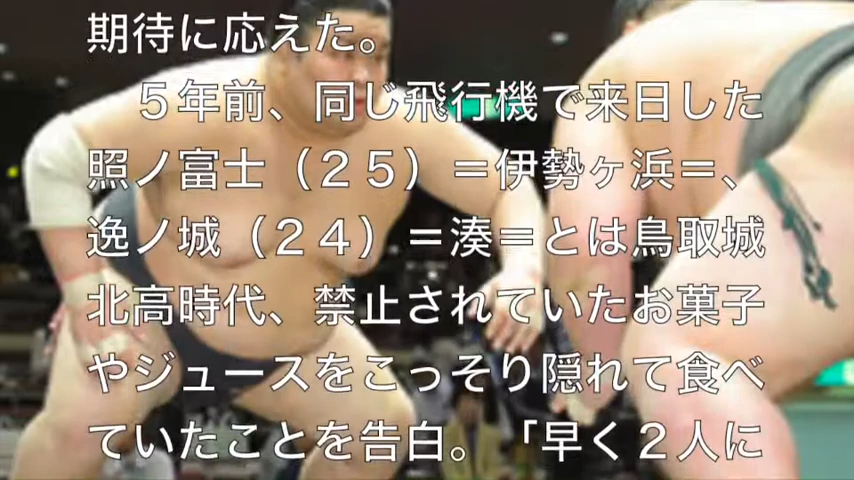 期待に応えた。
　５年前、同じ飛行機で来日した
照ノ富士（２５）＝伊勢ヶ浜＝、
逸ノ城（２４）＝湊＝とは鳥取城
北高時代、禁止されていたお菓子
やジュースをこっそり隠れて食べ
ていたことを告白。「早く２人に